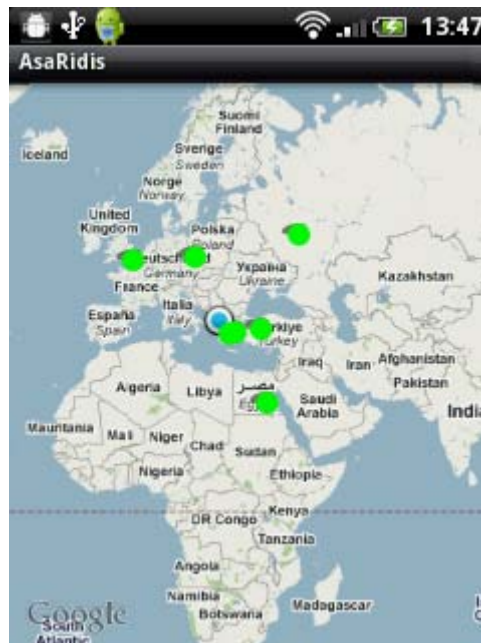 13:47
AsaRidis
Suomi
Finland
Iceland
Sverige
Sweden
Norge
Norway
United
Kingdom
Polska
Poland
Germany
Україна
Ukraine
Kazakhstan
France
Italia
Italy
España
Spain
Turkey
Iraq
Iran
Afghanistan
Pakistan
Algeria
Libya
مصر
Saudi
Arabia
India
Mauritania
Mali
Niger
Chad
Sudan
Nigeria
Ethiopia
Kenya
DR Congo
Tanzania
Angola
Namibia
Botswana
Madagascar
Google
South
Atlantic